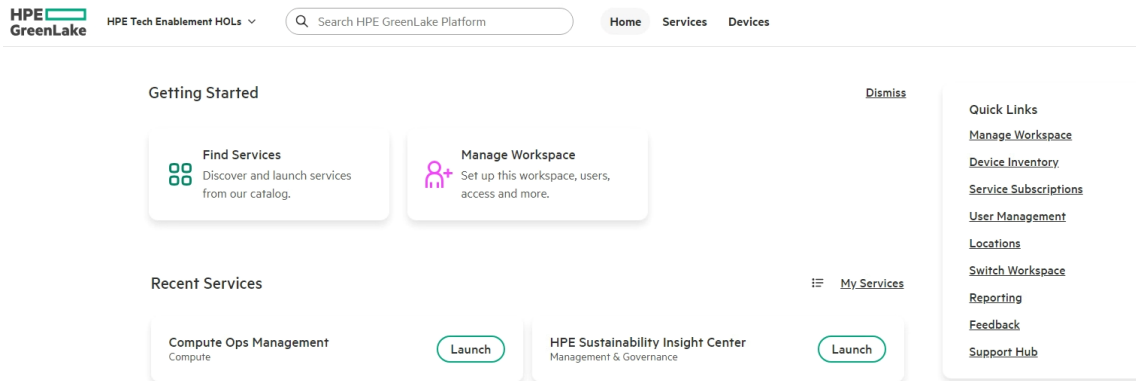 HPE
GreenLake
HPE Tech Enablement HOLs
Search HPE GreenLake Platform
Home
Services
Devices
Getting Started
Dismiss
Find Services
Discover and launch services
from our catalog.
Manage Workspace
Set up this workspace, users,
access and more.
Recent Services
My Services
Compute Ops Management
Compute
Launch
HPE Sustainability Insight Center
Management & Governance
Launch
Quick Links
Manage Workspace
Device Inventory
Service Subscriptions
User Management
Locations
Switch Workspace
Reporting
Feedback
Support Hub